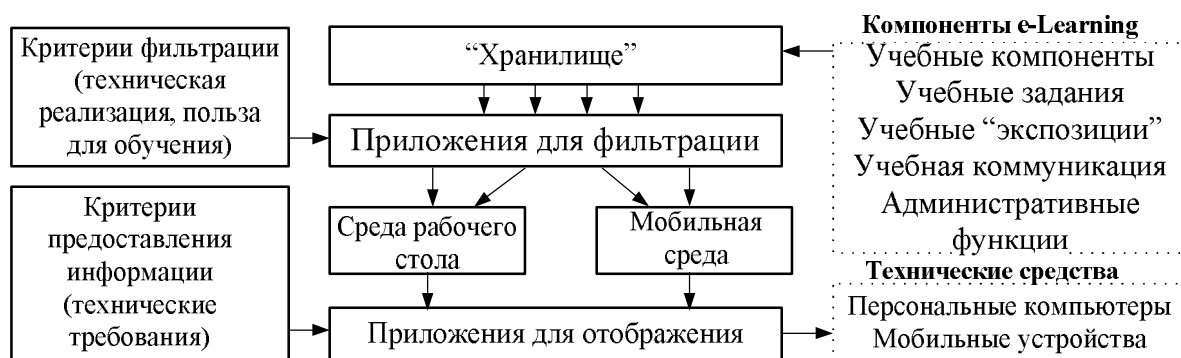 Критерии фильтрации
(техническая
реализация, польза
для обучения)
Критерии
предоставления
информации
(технические
требования)
“Хранилище”
Приложения для фильтрации
Среда рабочего
стола
Мобильная
среда
Приложения для отображения
Компоненты e-Learning
Учебные компоненты
Учебные задания
Учебные “экспозиции”
Учебная коммуникация
Административные
функции
Технические средства
Персональные компьютеры
Мобильные устройства